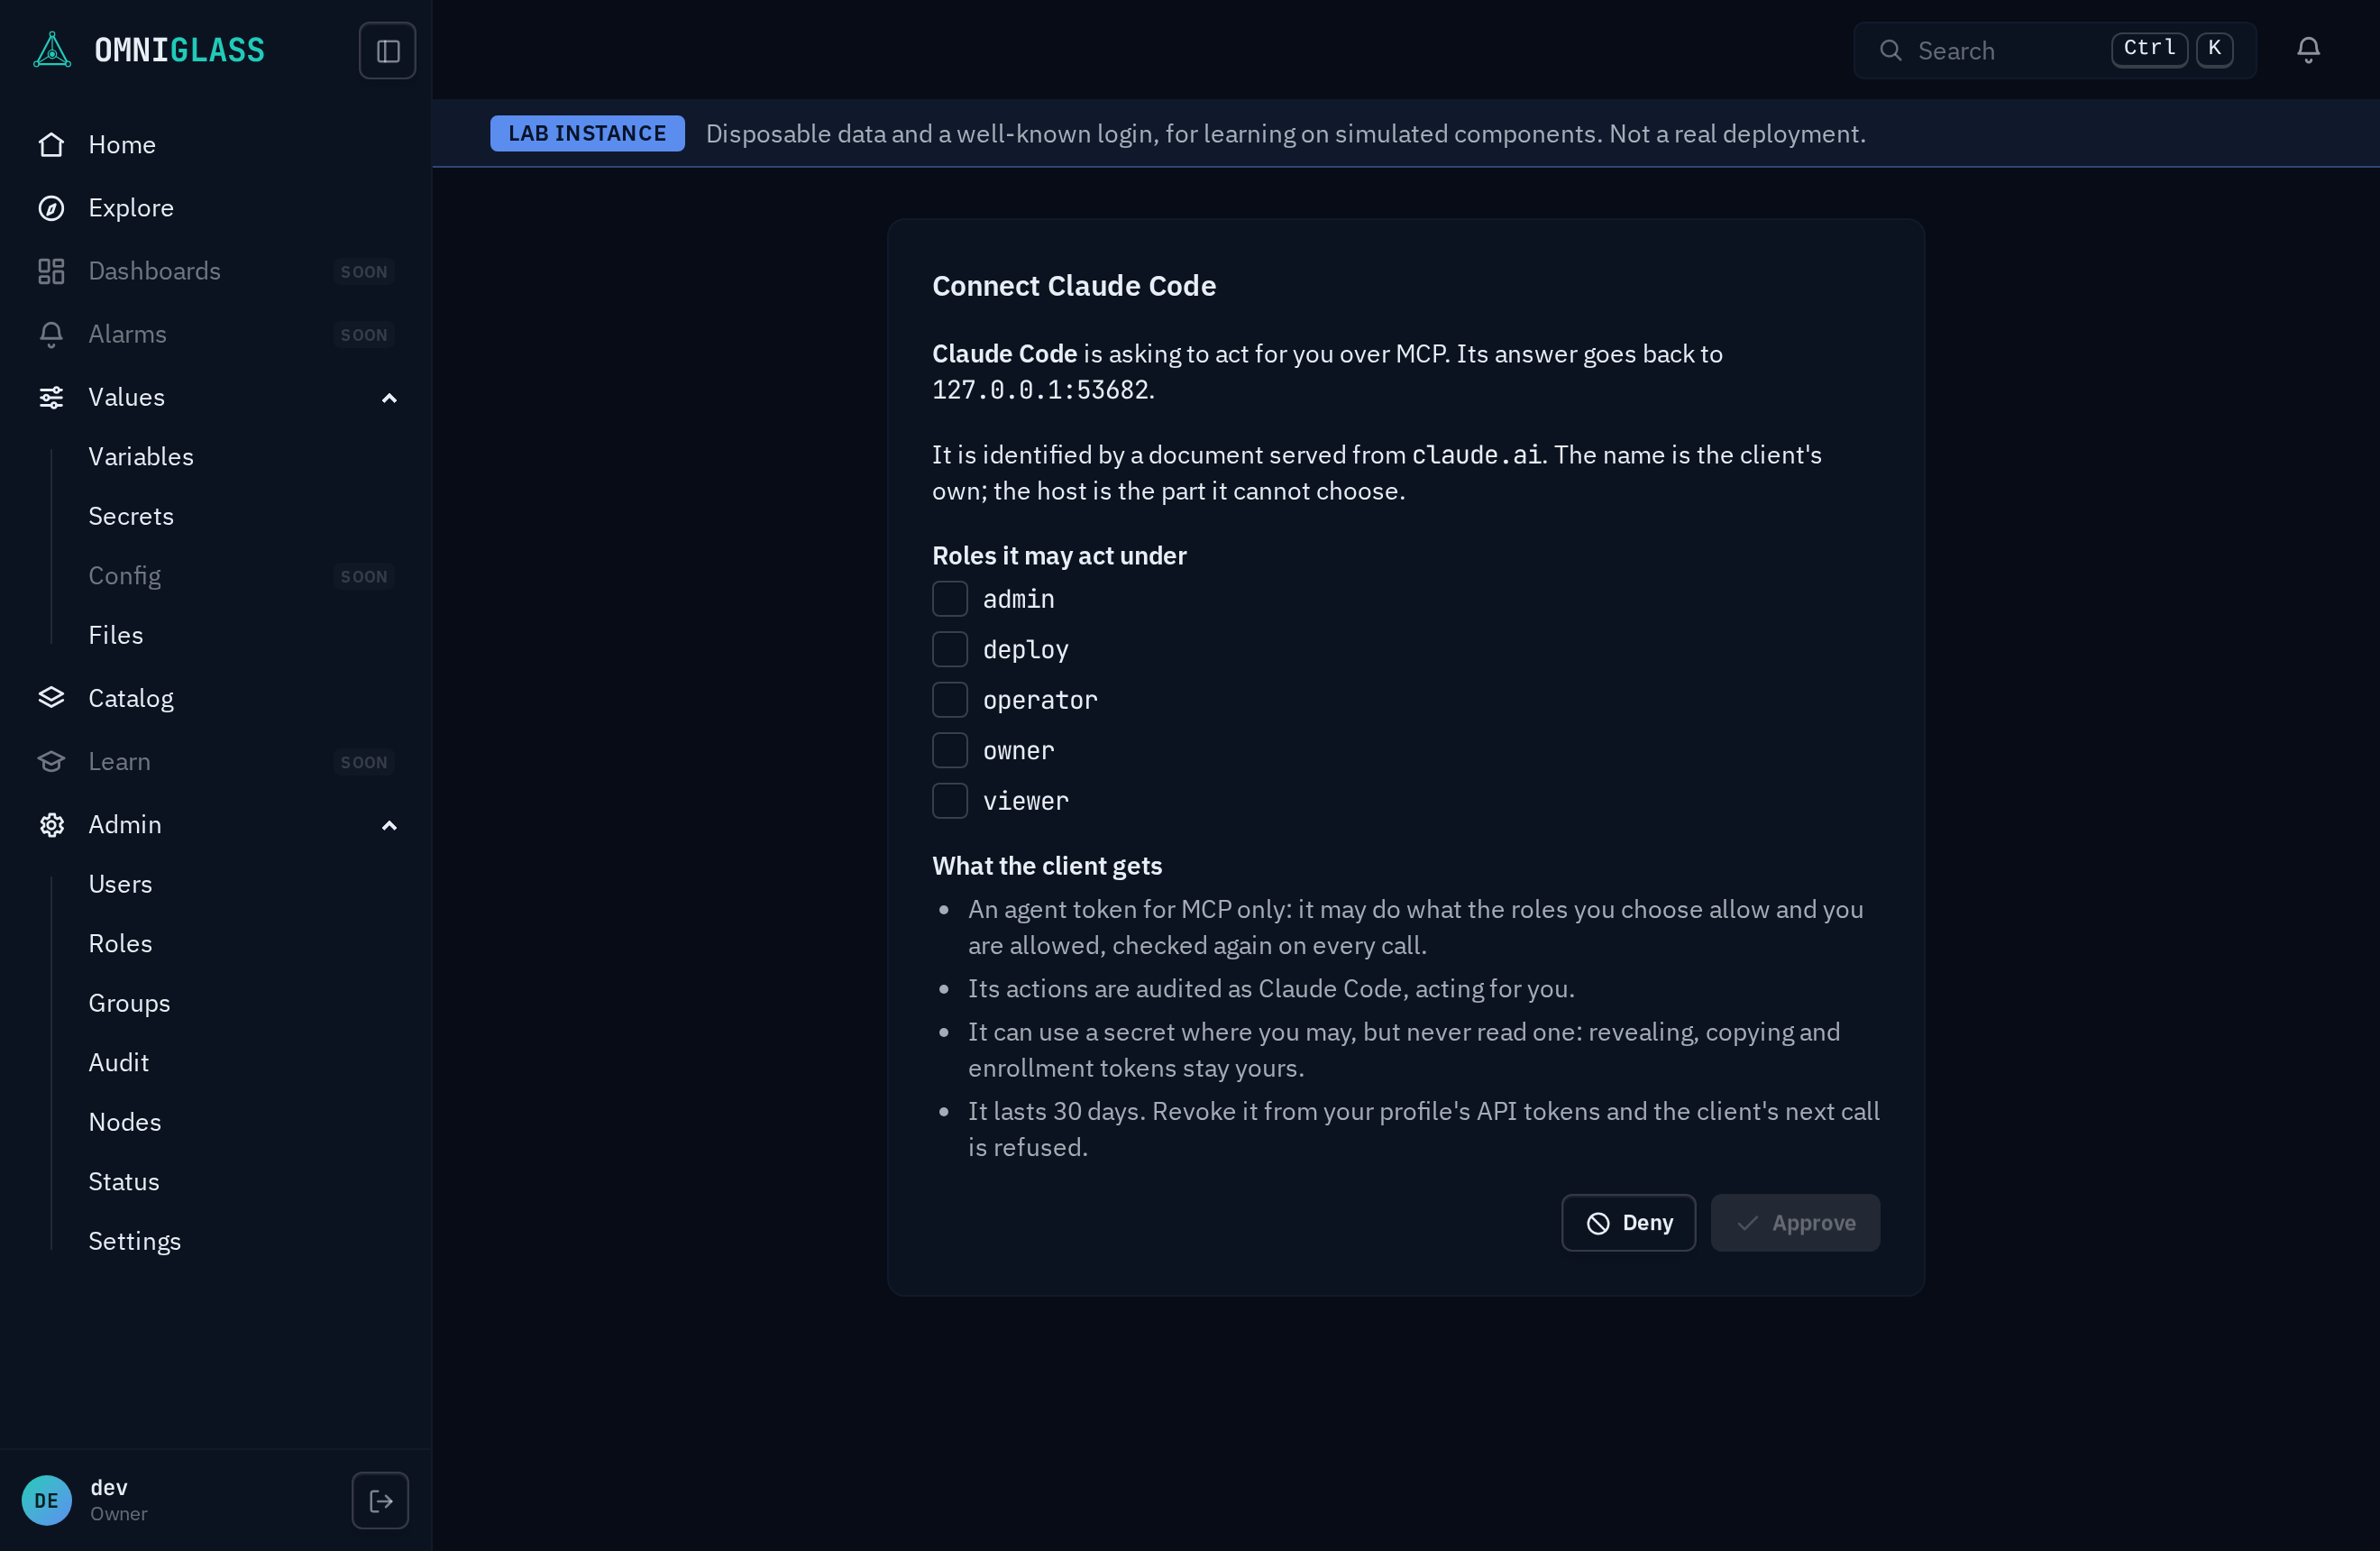 OMNIGLASS
Search Ctrl K
Home
Explore
Dashboards SOON
Alarms SOON
Values
Variables
Secrets
Config SOON
Files
Catalog
Learn SOON
Admin
Users
Roles
Groups
Audit
Nodes
Status
Settings
DE dev
Owner
LAB INSTANCE Disposable data and a well-known login, for learning on simulated components. Not a real deployment.
Connect Claude Code
Claude Code is asking to act for you over MCP. Its answer goes back to
127.0.0.1:53682.
It is identified by a document served from claude.ai. The name is the client's
own; the host is the part it cannot choose.
Roles it may act under
admin
deploy
operator
owner
viewer
What the client gets
An agent token for MCP only: it may do what the roles you choose allow and you
are allowed, checked again on every call.
Its actions are audited as Claude Code, acting for you.
It can use a secret where you may, but never read one: revealing, copying and
enrollment tokens stay yours.
It lasts 30 days. Revoke it from your profile's API tokens and the client's next call
is refused.
Deny Approve